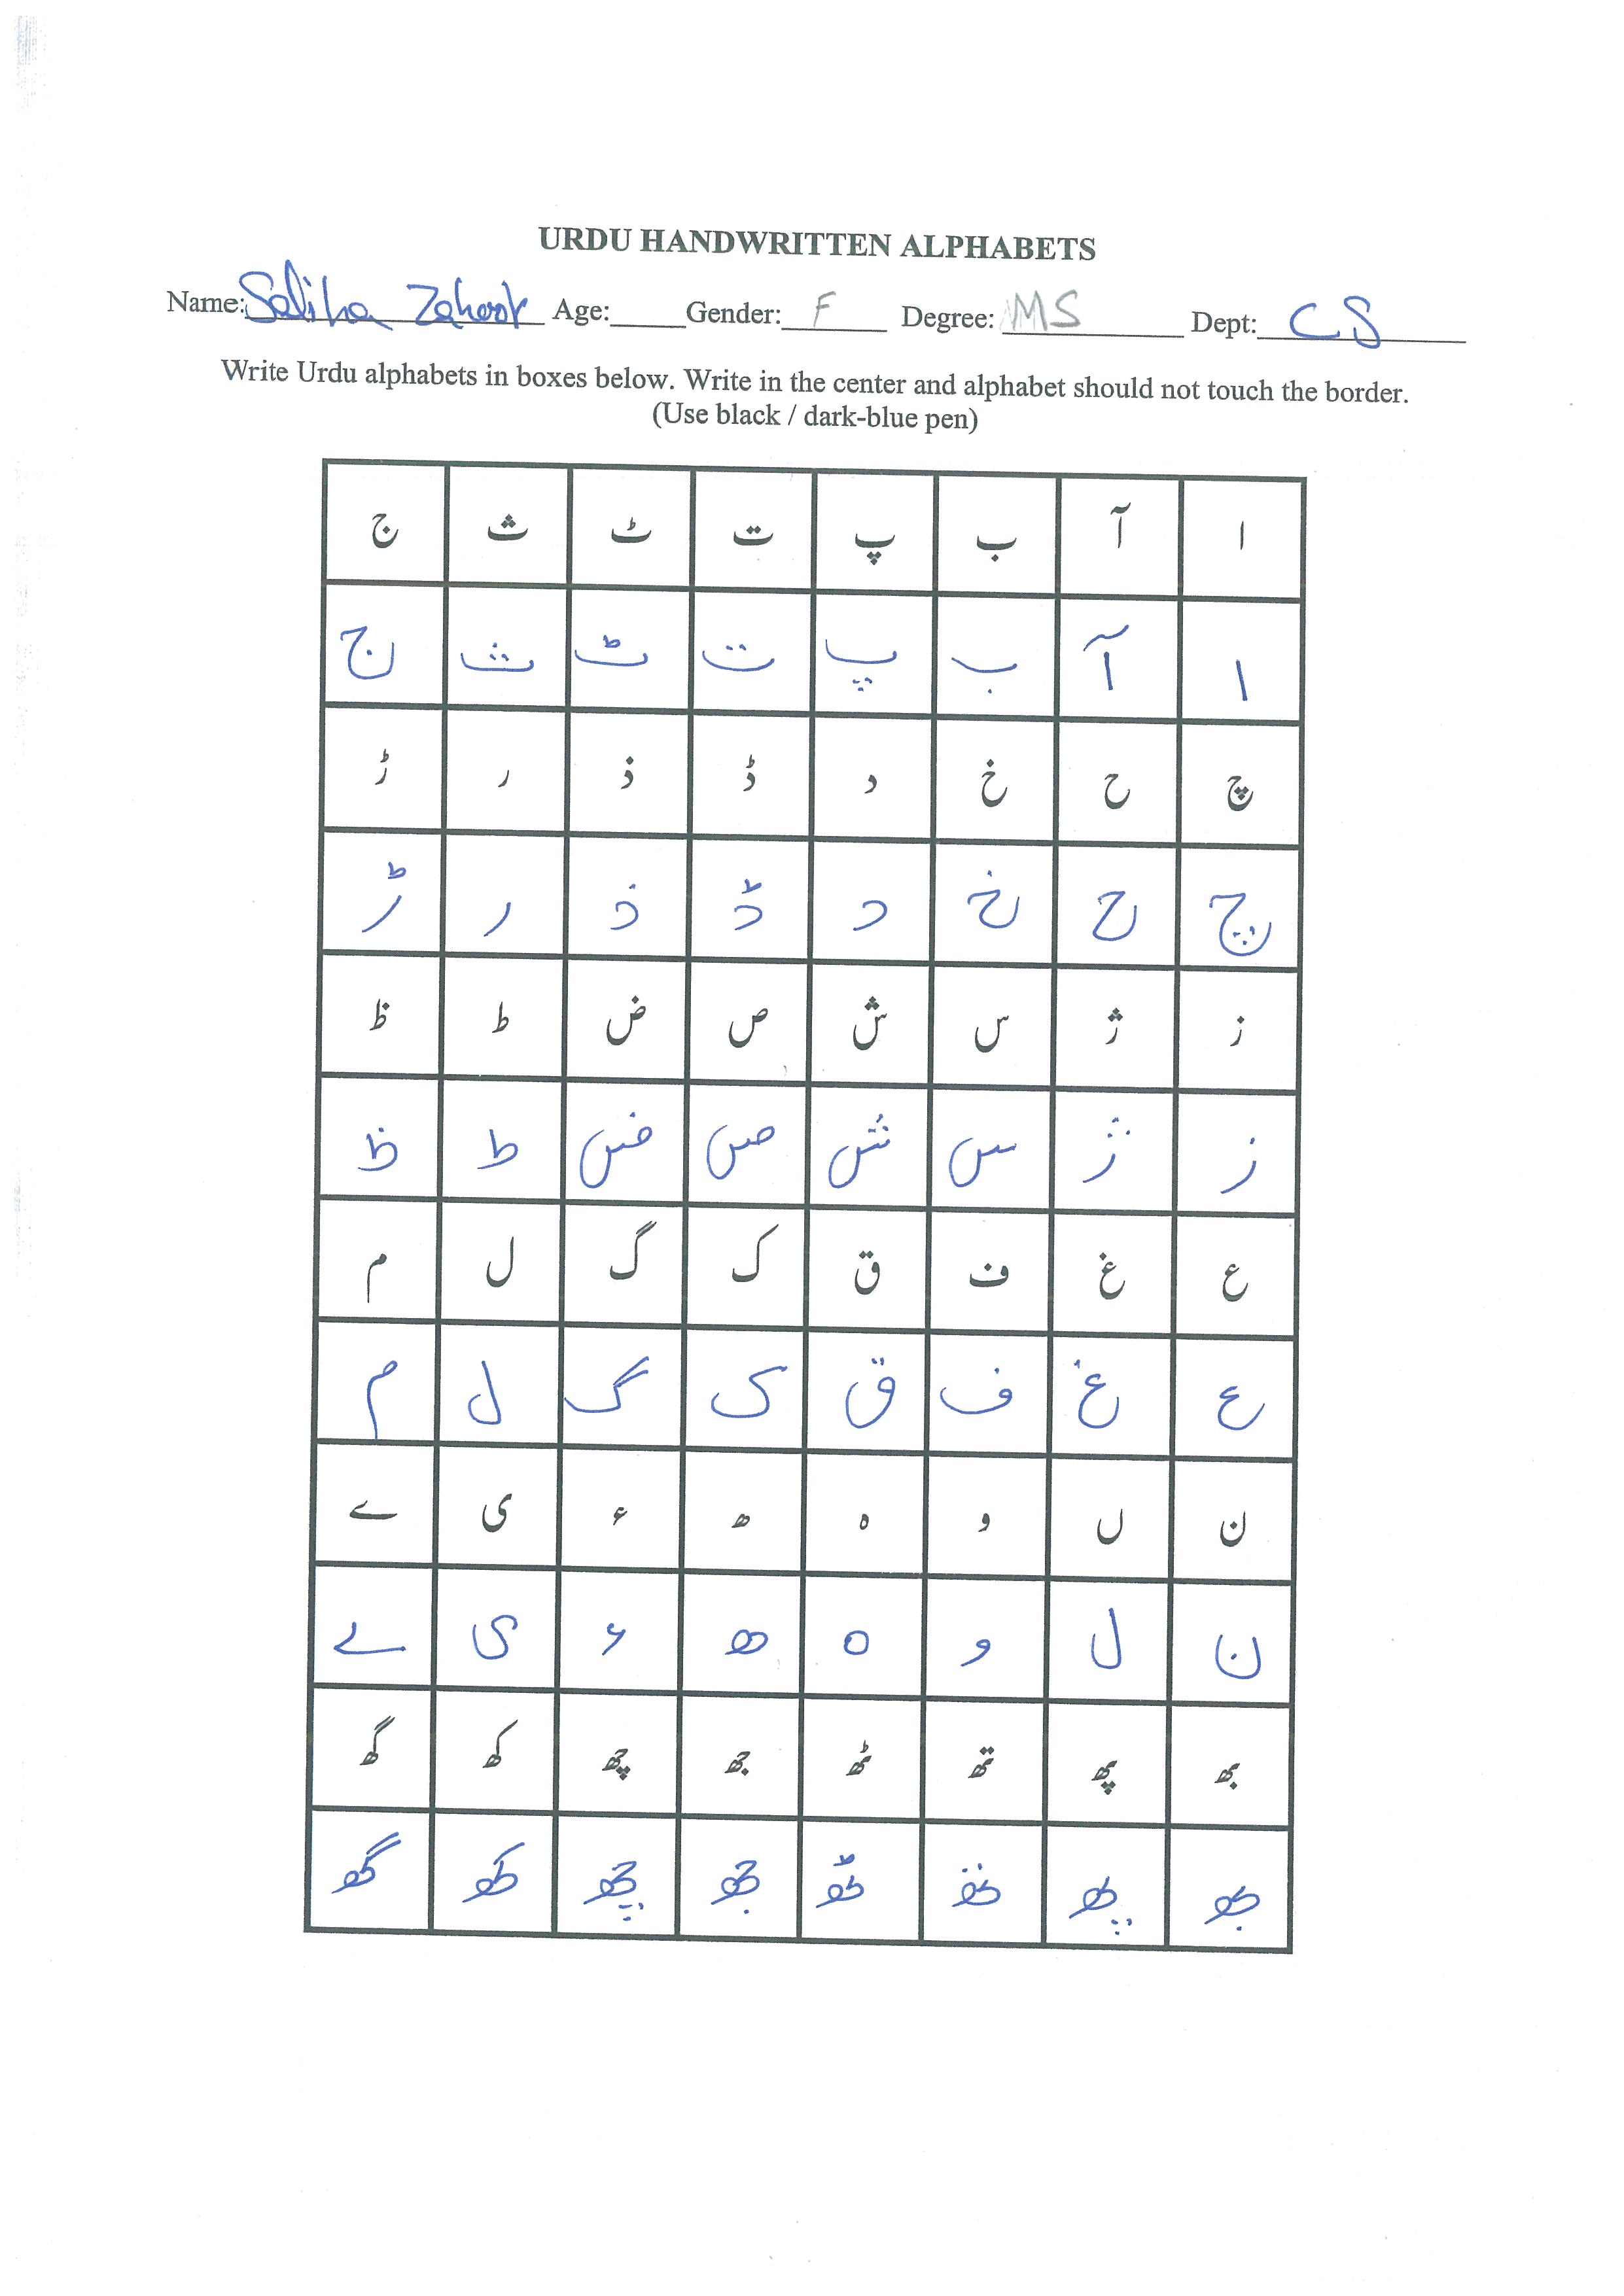 URDU HANDWRITTEN ALPHABETS
Name: Saliha Zahoor Age: Gender: F Degree: MS Dept: CS
Write Urdu alphabets in boxes below. Write in the center and alphabet should not touch the border.
(Use black / dark-blue pen)
ا آ ب پ ت ٹ ث ج
ا آ ب پ ت ٹ ث ج
چ ح خ د ڈ ذ ر ڑ
چ ح خ د ڈ ذ ر ڑ
ز ژ س ش ص ض ط ظ
ز ژ س ش ص ض ط ظ
ع غ ف ق ک گ ل م
ع غ ف ق ک گ ل م
ن ں و ہ ھ ء ی ے
ن ل و ہ ھ ء ی ے
بھ پھ تھ ٹھ جھ چھ کھ گھ
بھ پھ تھ ٹھ جھ چھ کھ گھ